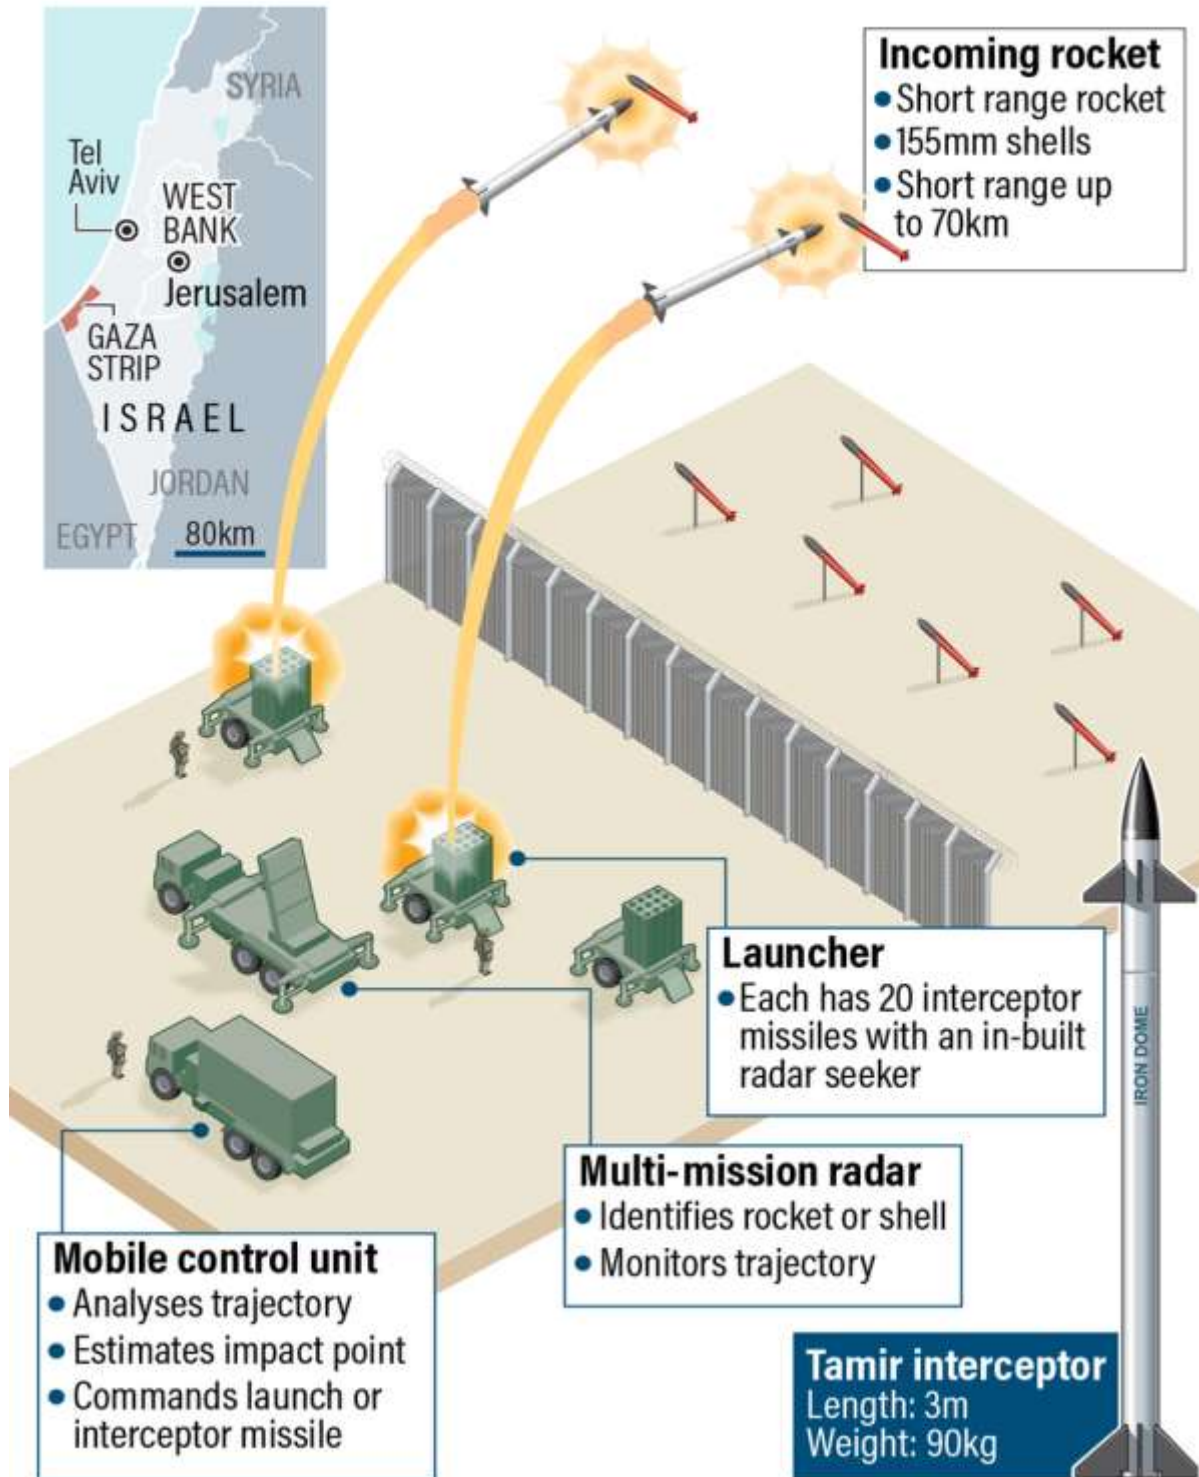 SYRIA
Tel
Aviv
WEST
BANK
Jerusalem
GAZA
STRIP
ISRAEL
JORDAN
EGYPT
80km
Incoming rocket
• Short range rocket
• 155mm shells
• Short range up
to 70km
Launcher
• Each has 20 interceptor
missiles with an in-built
radar seeker
Multi-mission radar
• Identifies rocket or shell
• Monitors trajectory
Mobile control unit
• Analyses trajectory
• Estimates impact point
• Commands launch or
interceptor missile
IRON DOME
Tamir interceptor
Length: 3m
Weight: 90kg